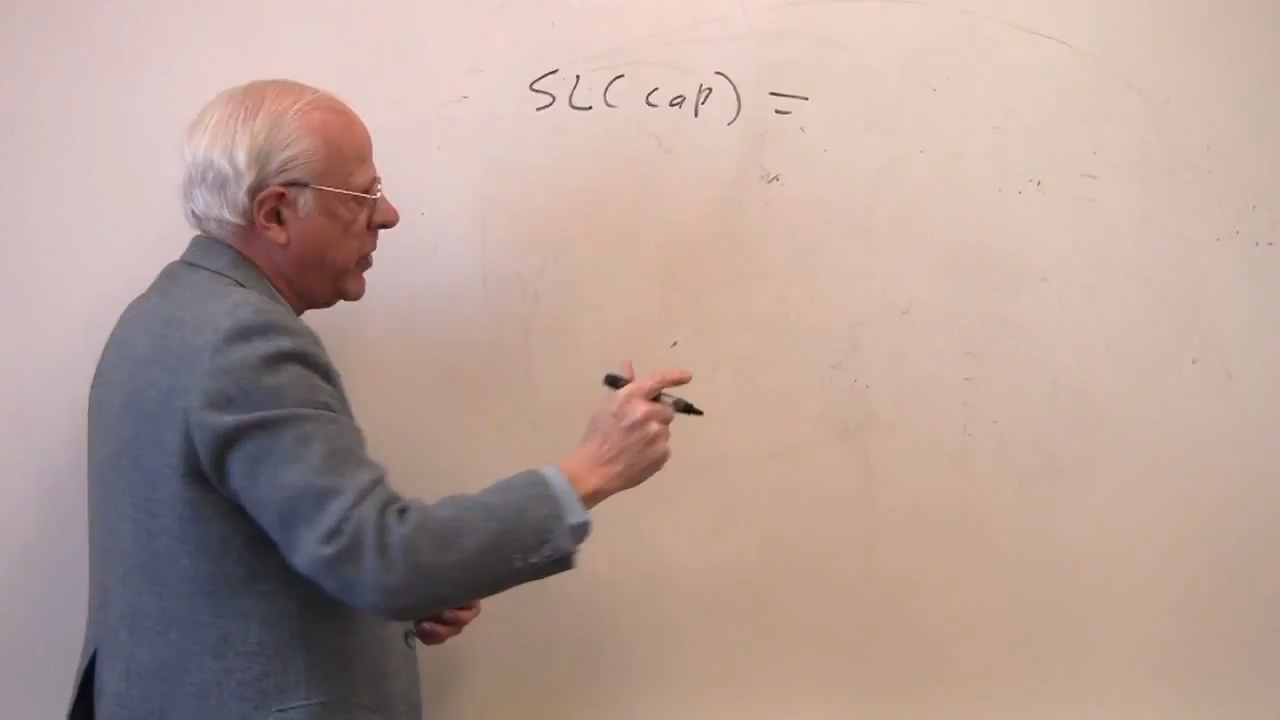 SL(cap) =